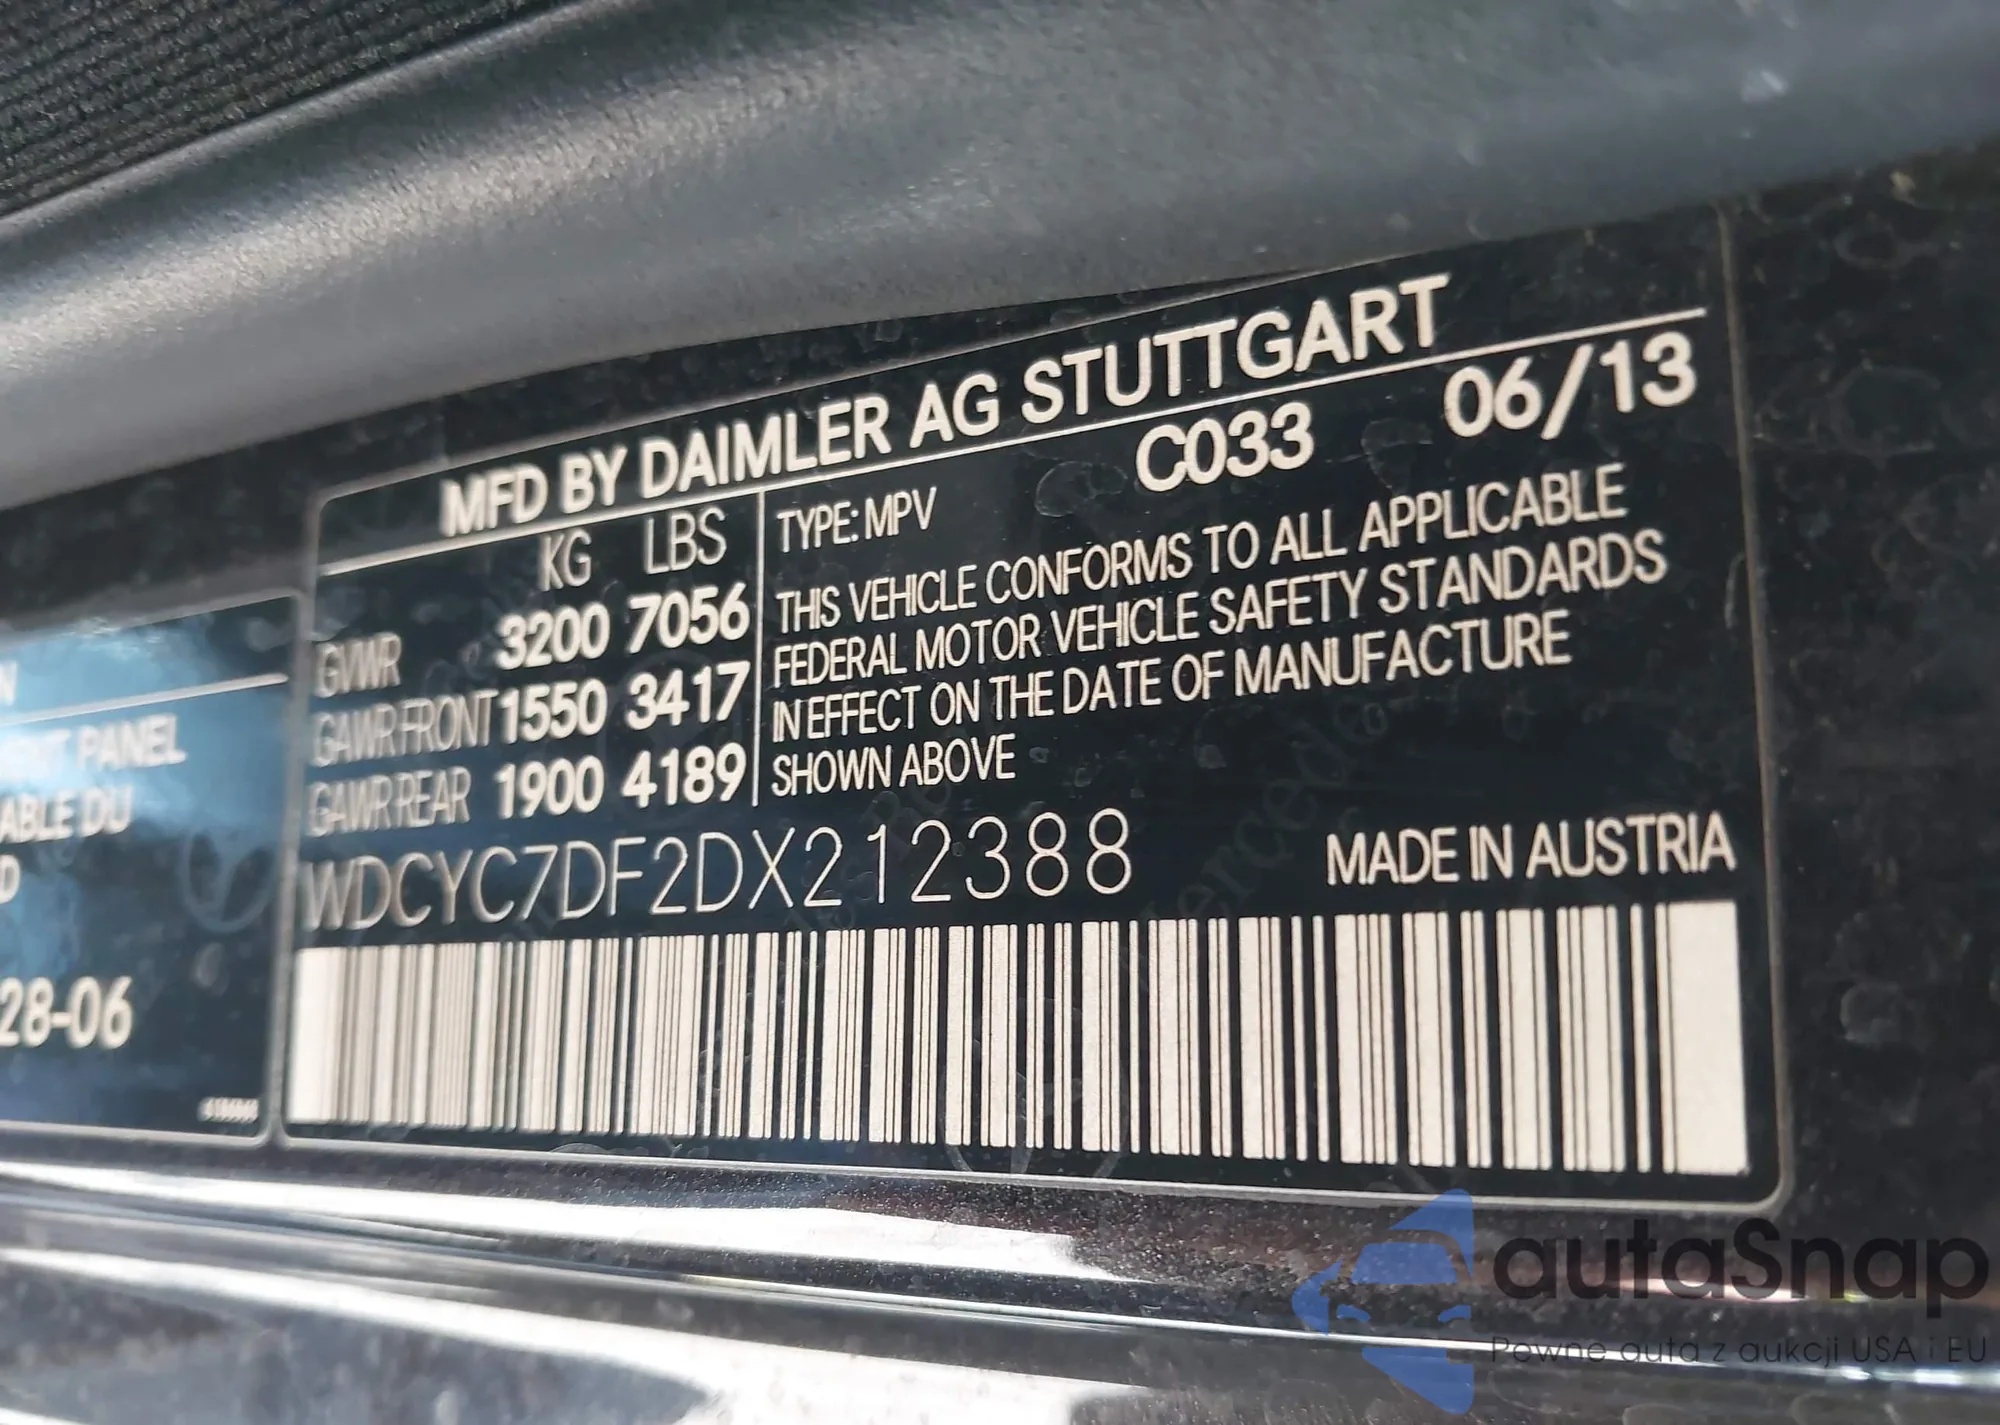 MFD BY DAIMLER AG STUTTGART
KG LBS
GVWR 3200 7056
GAWR FRONT 1550 3417
GAWR REAR 1900 4189
TYPE: MPV C033 06/13
THIS VEHICLE CONFORMS TO ALL APPLICABLE
FEDERAL MOTOR VEHICLE SAFETY STANDARDS
IN EFFECT ON THE DATE OF MANUFACTURE
SHOWN ABOVE
WDCYC7DF2DX212388
MADE IN AUSTRIA
PANEL
DU
28-06
autaSnap
Pewne auta z aukcji USA i EU